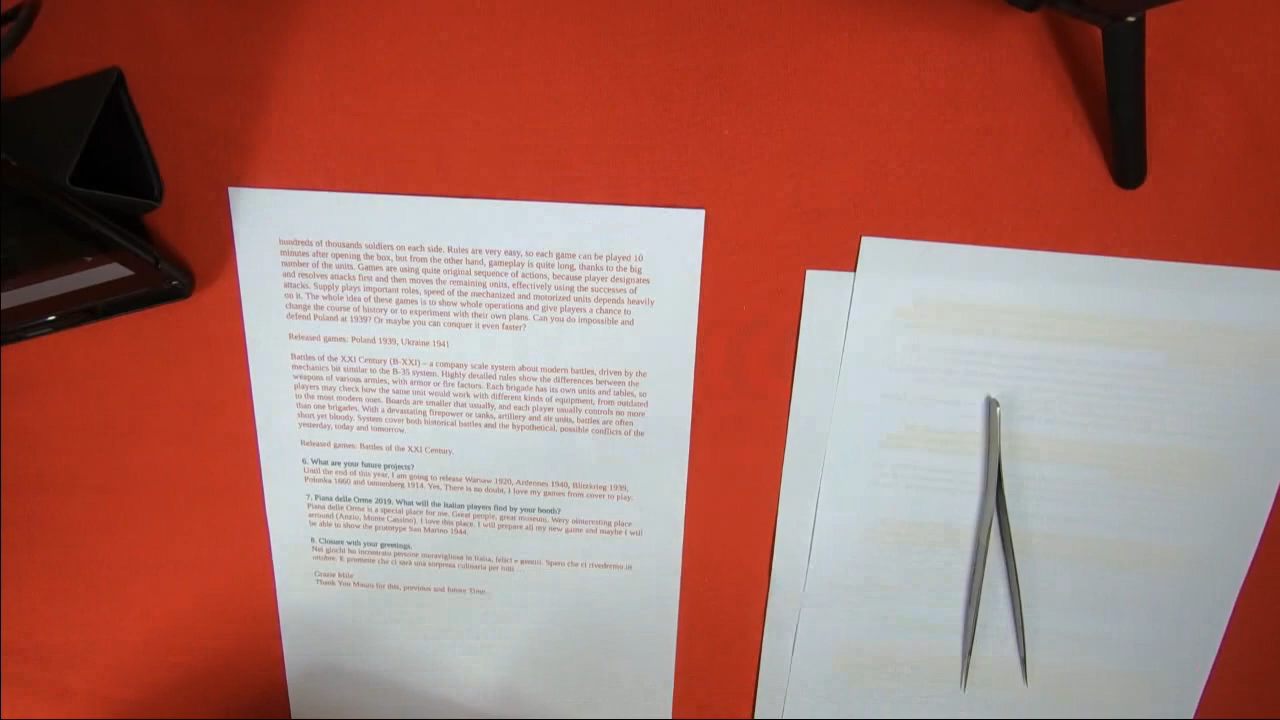 hundreds of thousands soldiers on each side. Rules are very easy, so each game can be played 10
minutes after opening the box, but from the other hand, gameplay is quite long, thanks to the big
number of the units. Games are using quite original sequence of actions, because player designates
and resolves attacks first and then moves the remaining units, effectively using the successes of
attacks. Supply plays important roles, speed of the mechanized and motorized units depends heavily
on it. The whole idea of these games is to show whole operations and give players a chance to
change the course of history or to experiment with their own plans. Can you do impossible and
defend Poland at 1939? Or maybe you can conquer it even faster?
Released games: Poland 1939, Ukraine 1941
Battles of the XXI Century (B-XXI) – a company scale system about modern battles, driven by the
mechanics bit similar to the B-35 system. Highly detailed rules show the differences between the
weapons of various armies, with armor or fire factors. Each brigade has its own units and tables, so
players may check how the same unit would work with different kinds of equipment, from outdated
to the most modern ones. Boards are smaller that usually, and each player usually controls no more
than one brigades. With a devastating firepower or tanks, artillery and air units, battles are often
short yet bloody. System cover both historical battles and the hypothetical, possible conflicts of the
yesterday, today and tomorrow.
Released games: Battles of the XXI Century.
6. What are your future projects?
Until the end of this year, I am going to release Warsaw 1920, Ardennes 1940, Blitzkrieg 1939,
Polonka 1660 and tannenberg 1914. Yes, There is no doubt, I love my games from cover to play.
7. Piana delle Orme 2019. What will the Italian players find by your booth?
Piana delle Orme is a special place for me. Great people, great museum. Wery ninteresting place
arround (Anzio, Monte Cassino). I love this place. I will prepare all my new game and maybe I will
be able to show the prototype San Marino 1944.
8. Closure with your greetings.
Nei giochi ho incontrato persone meravigliose in Italia, felici e gentili. Spero che ci rivedremo in
ottobre. E promette che ci sarà una sorpresa culinaria per tutti ...
Grazie Mile
Thank You Mauro for this, previous and future Time..